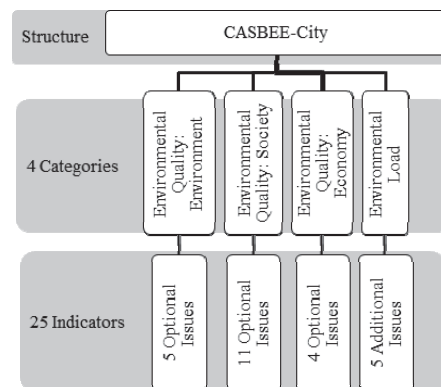 Structure
CASBEE-City
4 Categories
Environmental
Quality:
Environment
Environmental
Quality: Society
Environmental
Quality:
Economy
Environmental
Load
25 Indicators
5 Optional
Issues
11 Optional
Issues
4 Optional
Issues
5 Additional
Issues